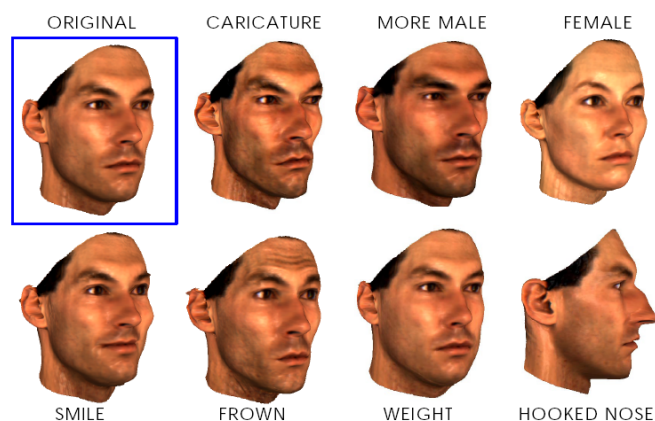 ORIGINAL
CARICATURE
MORE MALE
FEMALE
SMILE
FROWN
WEIGHT
HOOKED NOSE